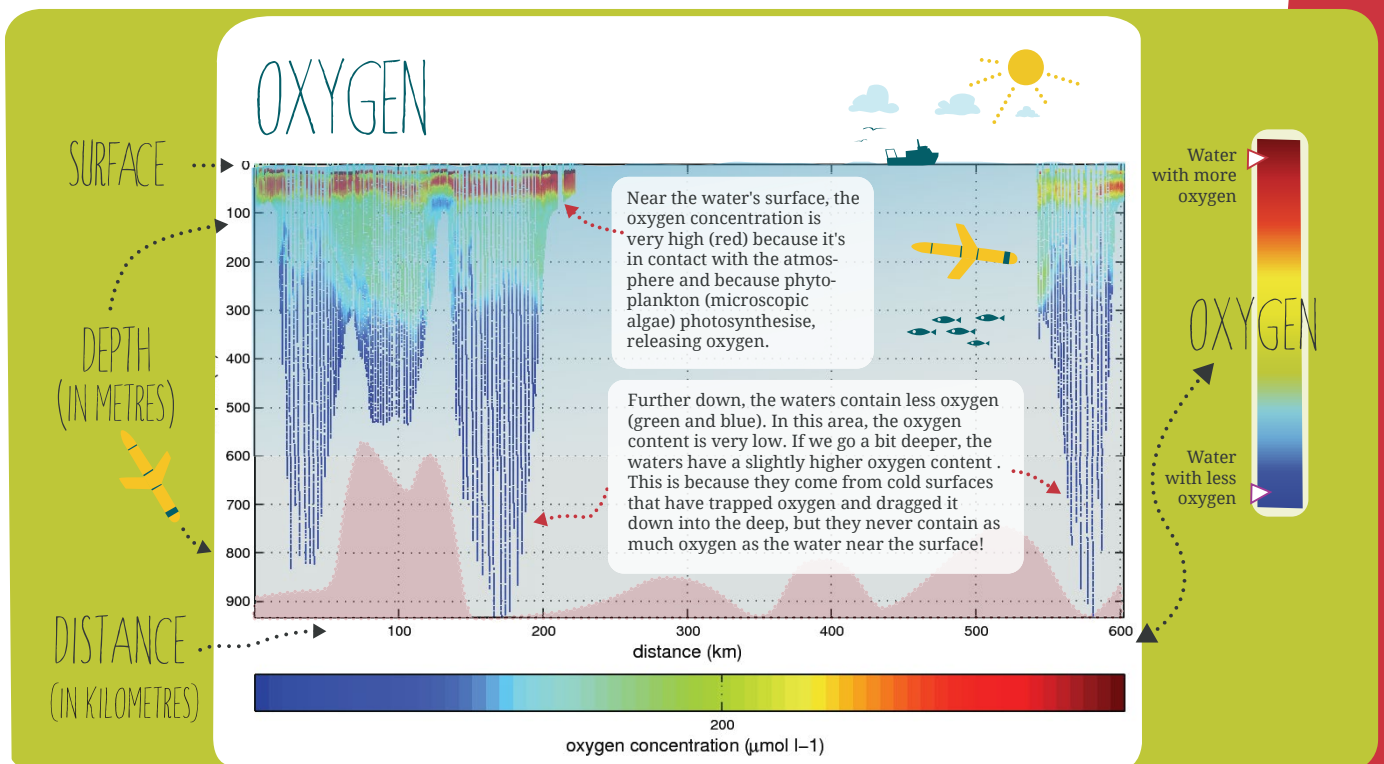 OXYGEN
SURFACE
DEPTH
(IN METRES)
DISTANCE
(IN KILOMETRES)
0
100
200
300
400
500
600
700
800
900
Near the water's surface, the
oxygen concentration is
very high (red) because it's
in contact with the atmos-
phere and because phyto-
plankton (microscopic
algae) photosynthesise,
releasing oxygen.
Further down, the waters contain less oxygen
(green and blue). In this area, the oxygen
content is very low. If we go a bit deeper, the
waters have a slightly higher oxygen content .
This is because they come from cold surfaces
that have trapped oxygen and dragged it
down into the deep, but they never contain as
much oxygen as the water near the surface!
100 200 300 400 500 600
distance (km)
200
oxygen concentration (μmol l−1)
Water
with more
oxygen
OXYGEN
Water
with less
oxygen